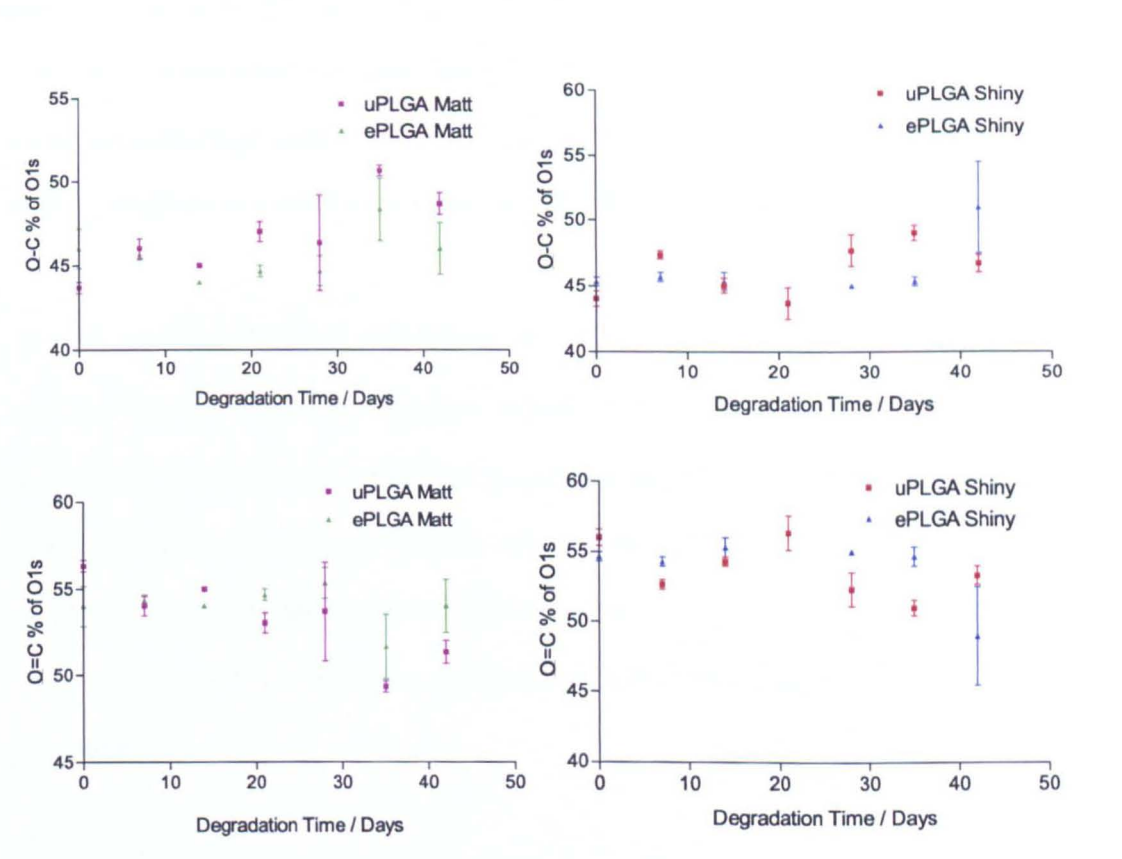 uPLGA Matt
ePLGA Matt
55
50
45
40
O-C % of O1s
0 10 20 30 40 50
Degradation Time / Days
uPLGA Shiny
ePLGA Shiny
60
55
50
45
40
O-C % of O1s
0 10 20 30 40 50
Degradation Time / Days
uPLGA Matt
ePLGA Matt
60
55
50
45
O=C % of O1s
0 10 20 30 40 50
Degradation Time / Days
uPLGA Shiny
ePLGA Shiny
60
55
50
45
40
O=C % of O1s
0 10 20 30 40 50
Degradation Time / Days